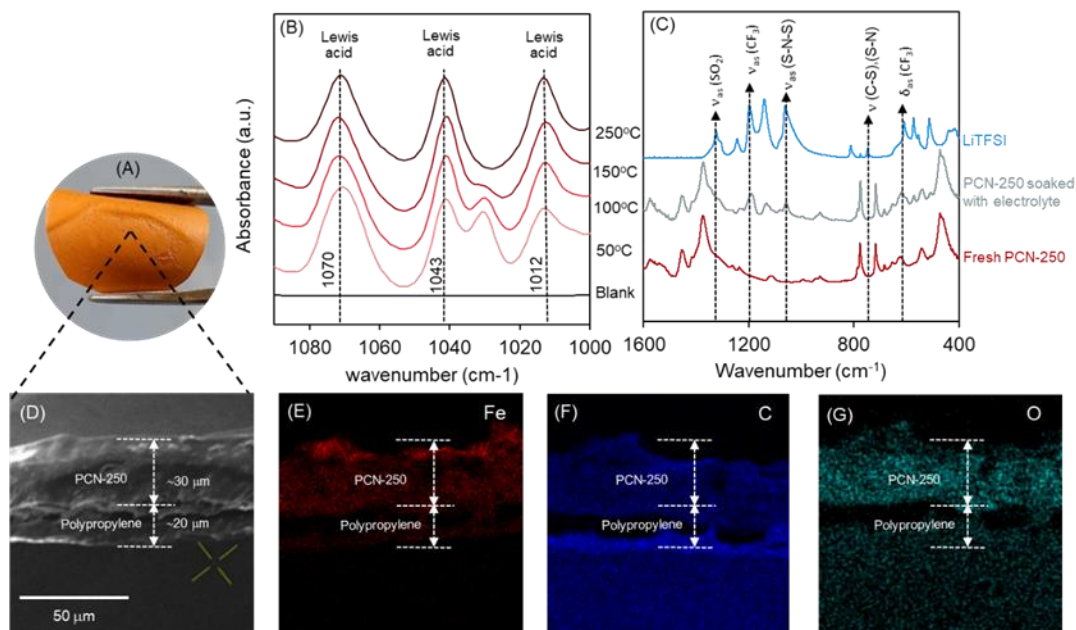 (A)
(B)
Lewis
acid
Lewis
acid
Lewis
acid
250°C
150°C
100°C
50°C
Blank
1070
1043
1012
Absorbance (a.u.)
1080
1060
1040
1020
1000
wavenumber (cm-1)
(C)
νas (SO2)
νas (CF3)
νas (S-N-S)
ν (C-S),(S-N)
δas (CF3)
LiTFSI
PCN-250 soaked
with electrolyte
Fresh PCN-250
1600
1200
800
400
Wavenumber (cm-1)
(D)
PCN-250
~30 μm
Polypropylene
~20 μm
50 μm
(E)
Fe
PCN-250
Polypropylene
(F)
C
PCN-250
Polypropylene
(G)
O
PCN-250
Polypropylene